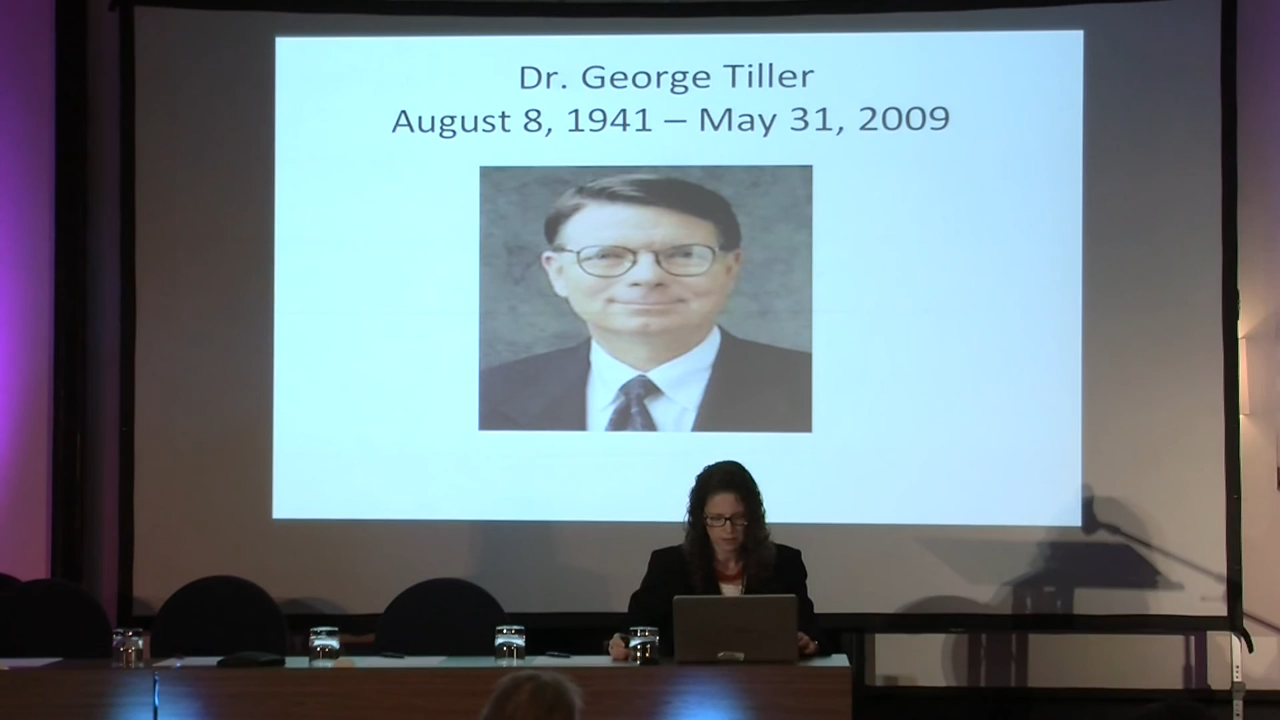 Dr. George Tiller
August 8, 1941 – May 31, 2009